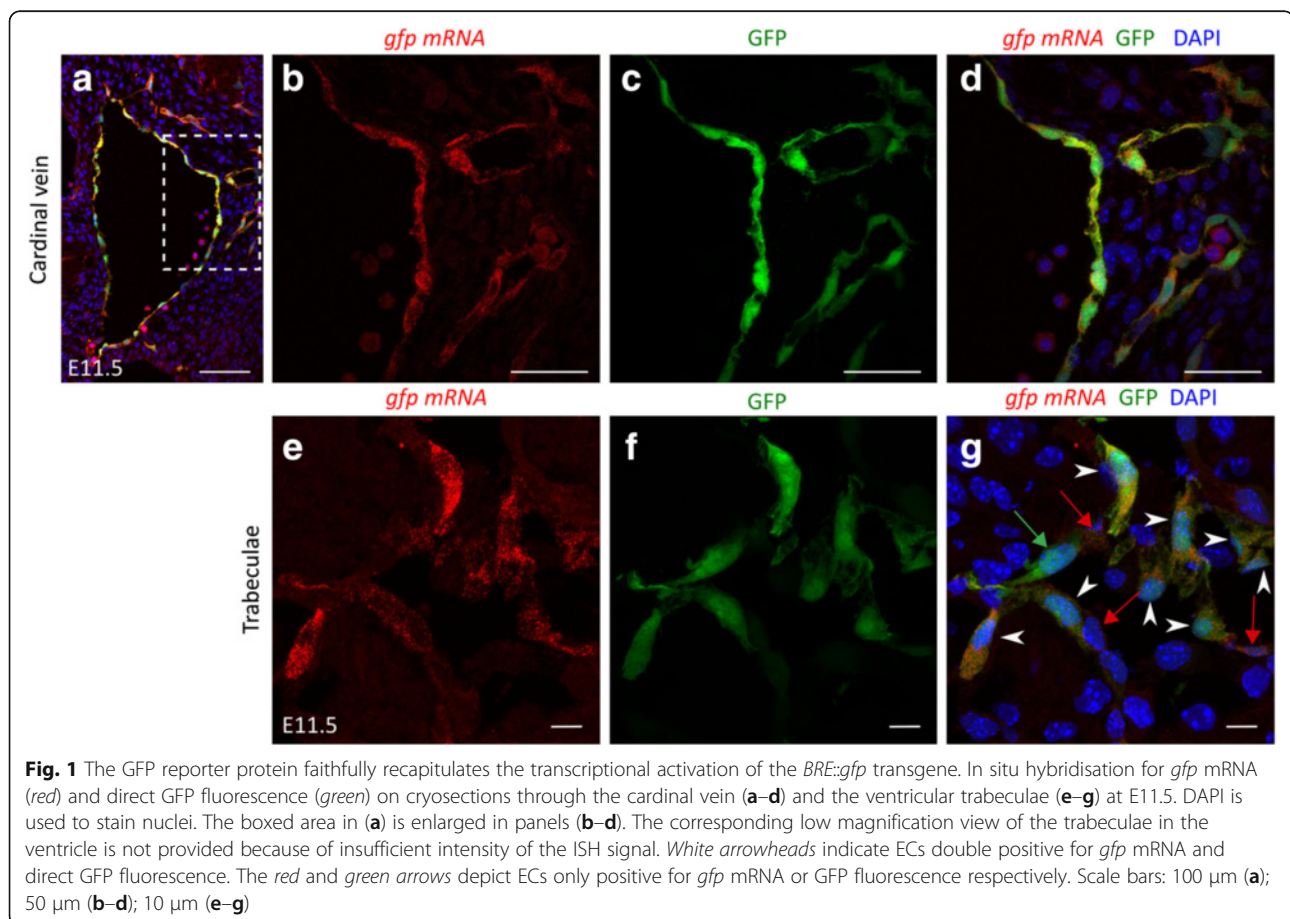 gfp mRNA GFP gfp mRNA GFP DAPI
a b c d
Cardinal vein
E11.5
gfp mRNA GFP gfp mRNA GFP DAPI
e f g
Trabeculae
E11.5
Fig. 1 The GFP reporter protein faithfully recapitulates the transcriptional activation of the BRE::gfp transgene. In situ hybridisation for gfp mRNA
(red) and direct GFP fluorescence (green) on cryosections through the cardinal vein (a–d) and the ventricular trabeculae (e–g) at E11.5. DAPI is
used to stain nuclei. The boxed area in (a) is enlarged in panels (b–d). The corresponding low magnification view of the trabeculae in the
ventricle is not provided because of insufficient intensity of the ISH signal. White arrowheads indicate ECs double positive for gfp mRNA and
direct GFP fluorescence. The red and green arrows depict ECs only positive for gfp mRNA or GFP fluorescence respectively. Scale bars: 100 μm (a);
50 μm (b–d); 10 μm (e–g)